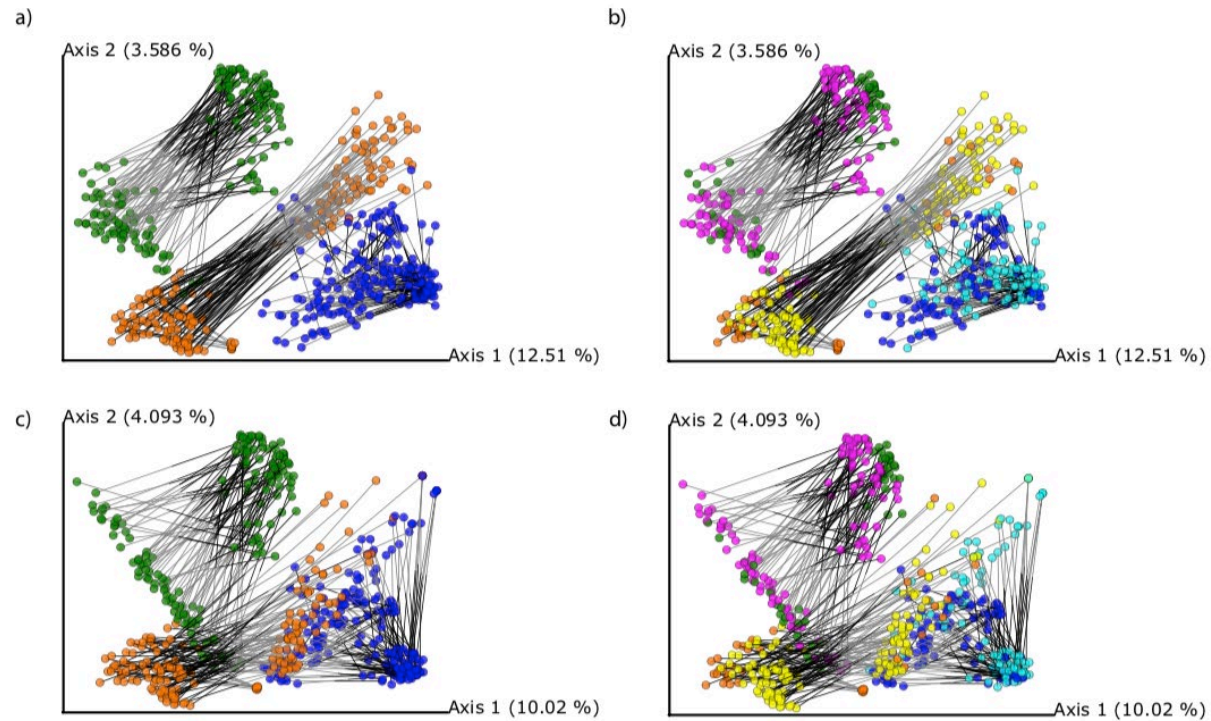 a)
Axis 2 (3.586 %)
Axis 1 (12.51 %)
b)
Axis 2 (3.586 %)
Axis 1 (12.51 %)
c)
Axis 2 (4.093 %)
Axis 1 (10.02 %)
d)
Axis 2 (4.093 %)
Axis 1 (10.02 %)